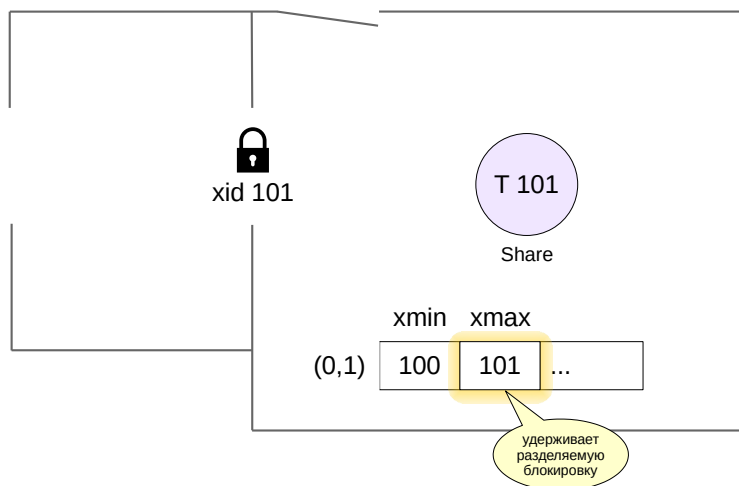 xid 101
T 101
Share
xmin xmax
(0,1) 100 101 ...
удерживает
разделяемую
блокировку